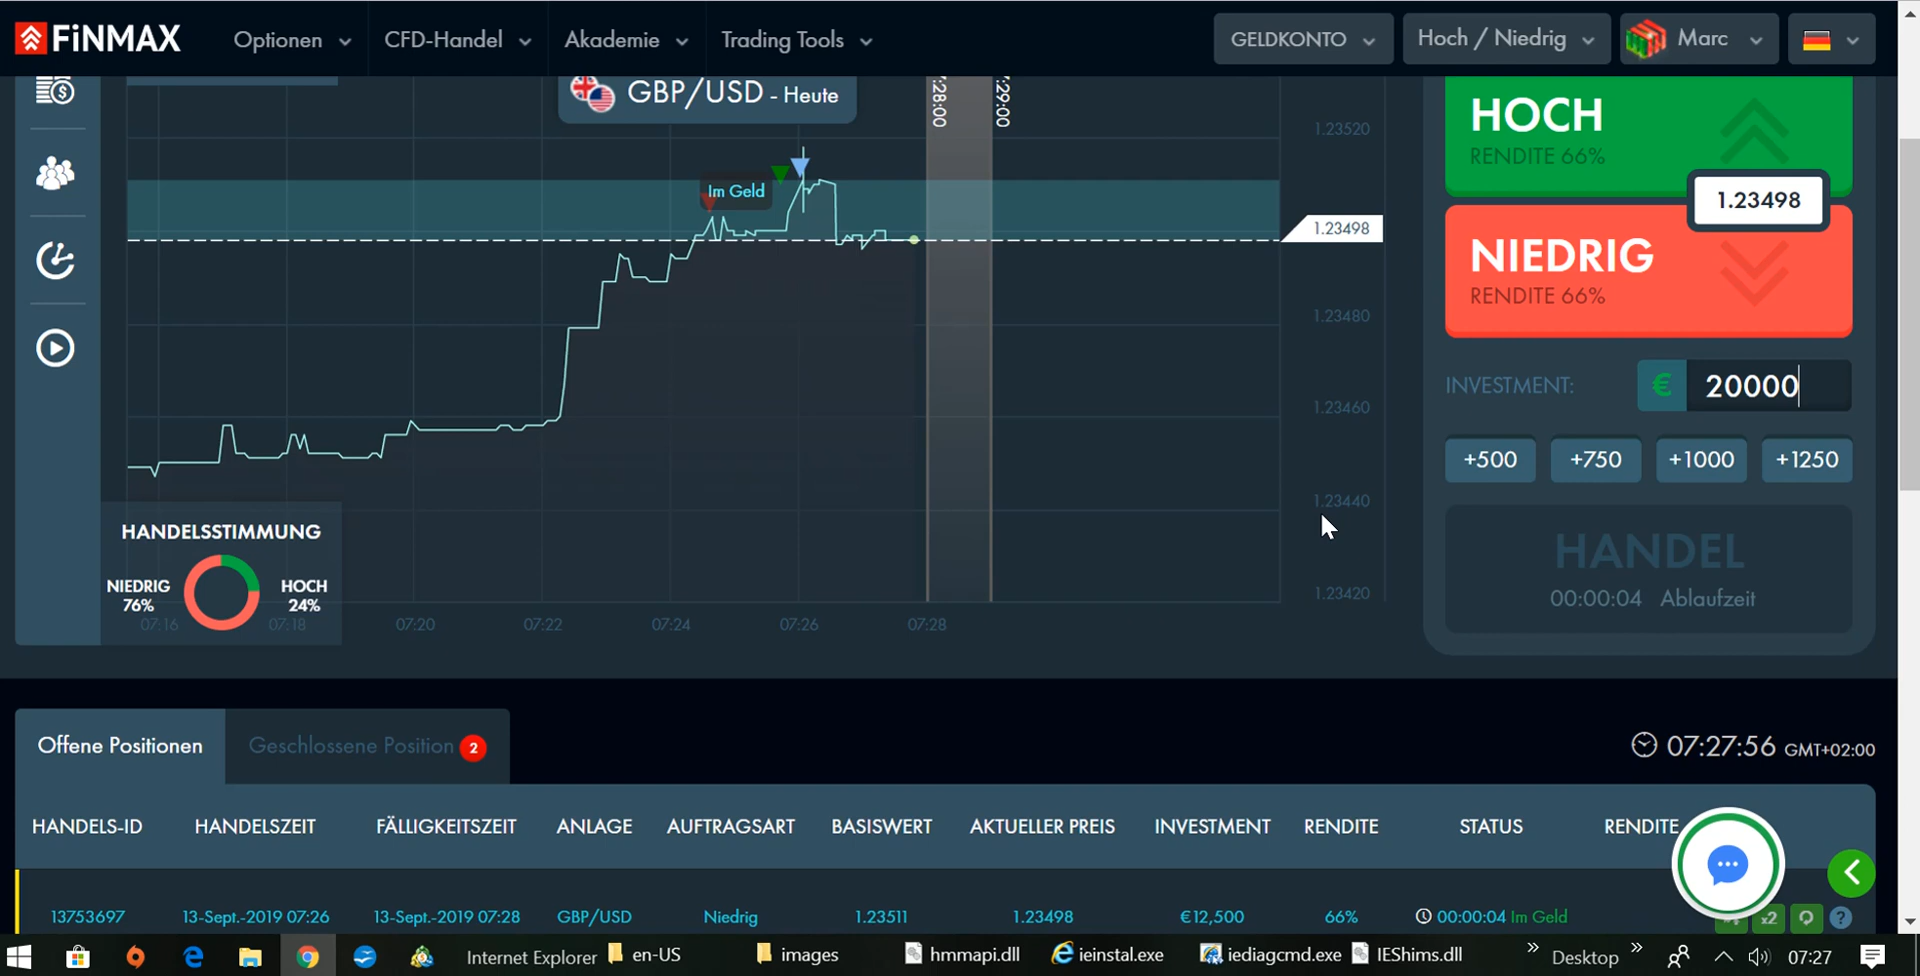 FiNMAX
Optionen
CFD-Handel
Akademie
Trading Tools
GELDKONTO
Hoch / Niedrig
Marc
GBP/USD - Heute
:28:00
:29:00
1.23520
Im Geld
1.23498
1.23480
1.23460
1.23440
1.23420
HANDELSSTIMMUNG
NIEDRIG
76%
HOCH
24%
07:16
07:18
07:20
07:22
07:24
07:26
07:28
HOCH
RENDITE 66%
1.23498
NIEDRIG
RENDITE 66%
INVESTMENT:
€
20000
+500
+750
+1000
+1250
HANDEL
00:00:04 Ablaufzeit
Offene Positionen
Geschlossene Position 2
07:27:56 GMT+02:00
HANDELS-ID
HANDELSZEIT
FÄLLIGKEITSZEIT
ANLAGE
AUFTRAGSART
BASISWERT
AKTUELLER PREIS
INVESTMENT
RENDITE
STATUS
RENDITE
13753697
13-Sept.-2019 07:26
13-Sept.-2019 07:28
GBP/USD
Niedrig
1.23511
1.23498
€12,500
66%
00:00:04 Im Geld
x2
?
Internet Explorer
en-US
images
hmmapi.dll
ieinstal.exe
iediagcmd.exe
IEShims.dll
»
Desktop
»
07:27